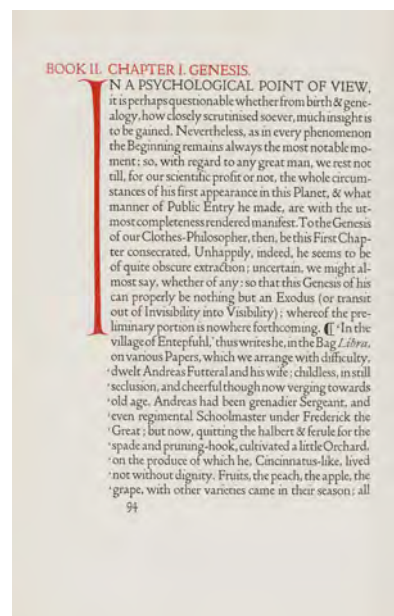 BOOK II. CHAPTER I. GENESIS.
IN A PSYCHOLOGICAL POINT OF VIEW,
it is perhaps questionable whether from birth & gene-
alogy, how closely scrutinised soever, much insight is
to be gained. Nevertheless, as in every phenomenon
the Beginning remains always the most notable mo-
ment: so, with regard to any great man, we rest not
till, for our scientific profit or not, the whole circum-
stances of his first appearance in this Planet, & what
manner of Public Entry he made, are with the ut-
most completeness rendered manifest. To the Genesis
of our Clothes-Philosopher, then, be this First Chap-
ter consecrated. Unhappily, indeed, he seems to be
of quite obscure extraction; uncertain, we might al-
most say, whether of any: so that this Genesis of his
can properly be nothing but an Exodus (or transit
out of Invisibility into Visibility); whereof the pre-
liminary portion is nowhere forthcoming. ¶ 'In the
village of Entepfuhl,' thus writes he, in the Bag Libra,
on various Papers, which we arrange with difficulty,
'dwelt Andreas Futteral and his wife; childless, in still
'seclusion, and cheerful though now verging towards
'old age. Andreas had been grenadier Sergeant, and
'even regimental Schoolmaster under Frederick the
'Great; but now, quitting the halbert & ferule for the
'spade and pruning-hook, cultivated a little Orchard,
'on the produce of which he, Cincinnatus-like, lived
'not without dignity. Fruits, the peach, the apple, the
'grape, with other varieties came in their season; all
94